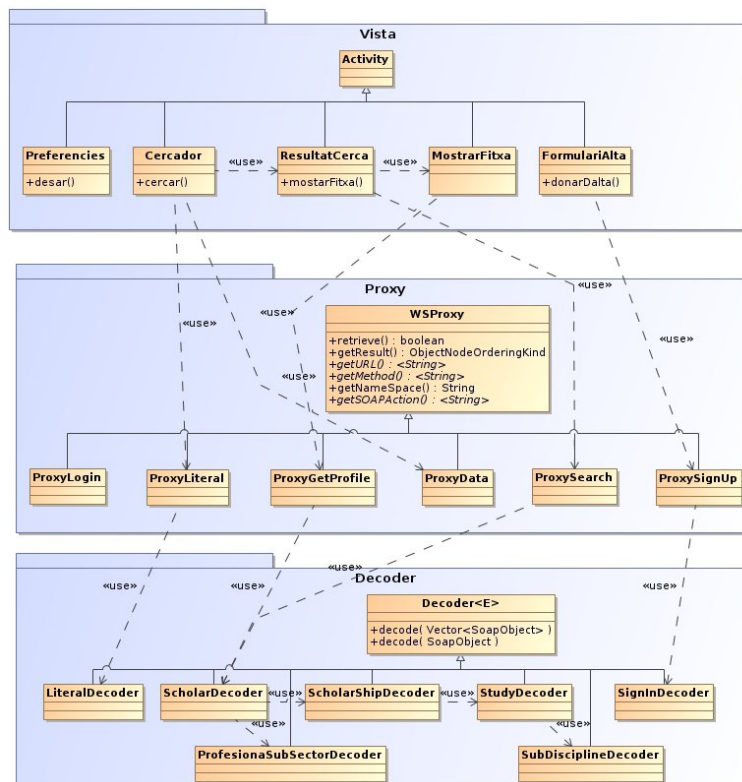 Vista
Activity
Preferencies
+desar()
Cercador
+cercar()
«use»
ResultatCerca
+mostarFitxa()
«use»
MostrarFitxa
FormulariAlta
+donarDalta()
Proxy
WSProxy
+retrieve() : boolean
+getResult() : ObjectNodeOrderingKind
+getURL() : <String>
+getMethod() : <String>
+getNameSpace() : String
+getSOAPAction() : <String>
«use»
«use»
«use»
«use»
«use»
ProxyLogin
ProxyLiteral
ProxyGetProfile
ProxyData
ProxySearch
ProxySignUp
Decoder
Decoder<E>
+decode( Vector<SoapObject> )
+decode( SoapObject )
«use»
«use»
«use»
«use»
LiteralDecoder
ScholarDecoder
«use»
ScholarShipDecoder
«use»
StudyDecoder
SignInDecoder
«use»
«use»
ProfesionaSubSectorDecoder
SubDisciplineDecoder